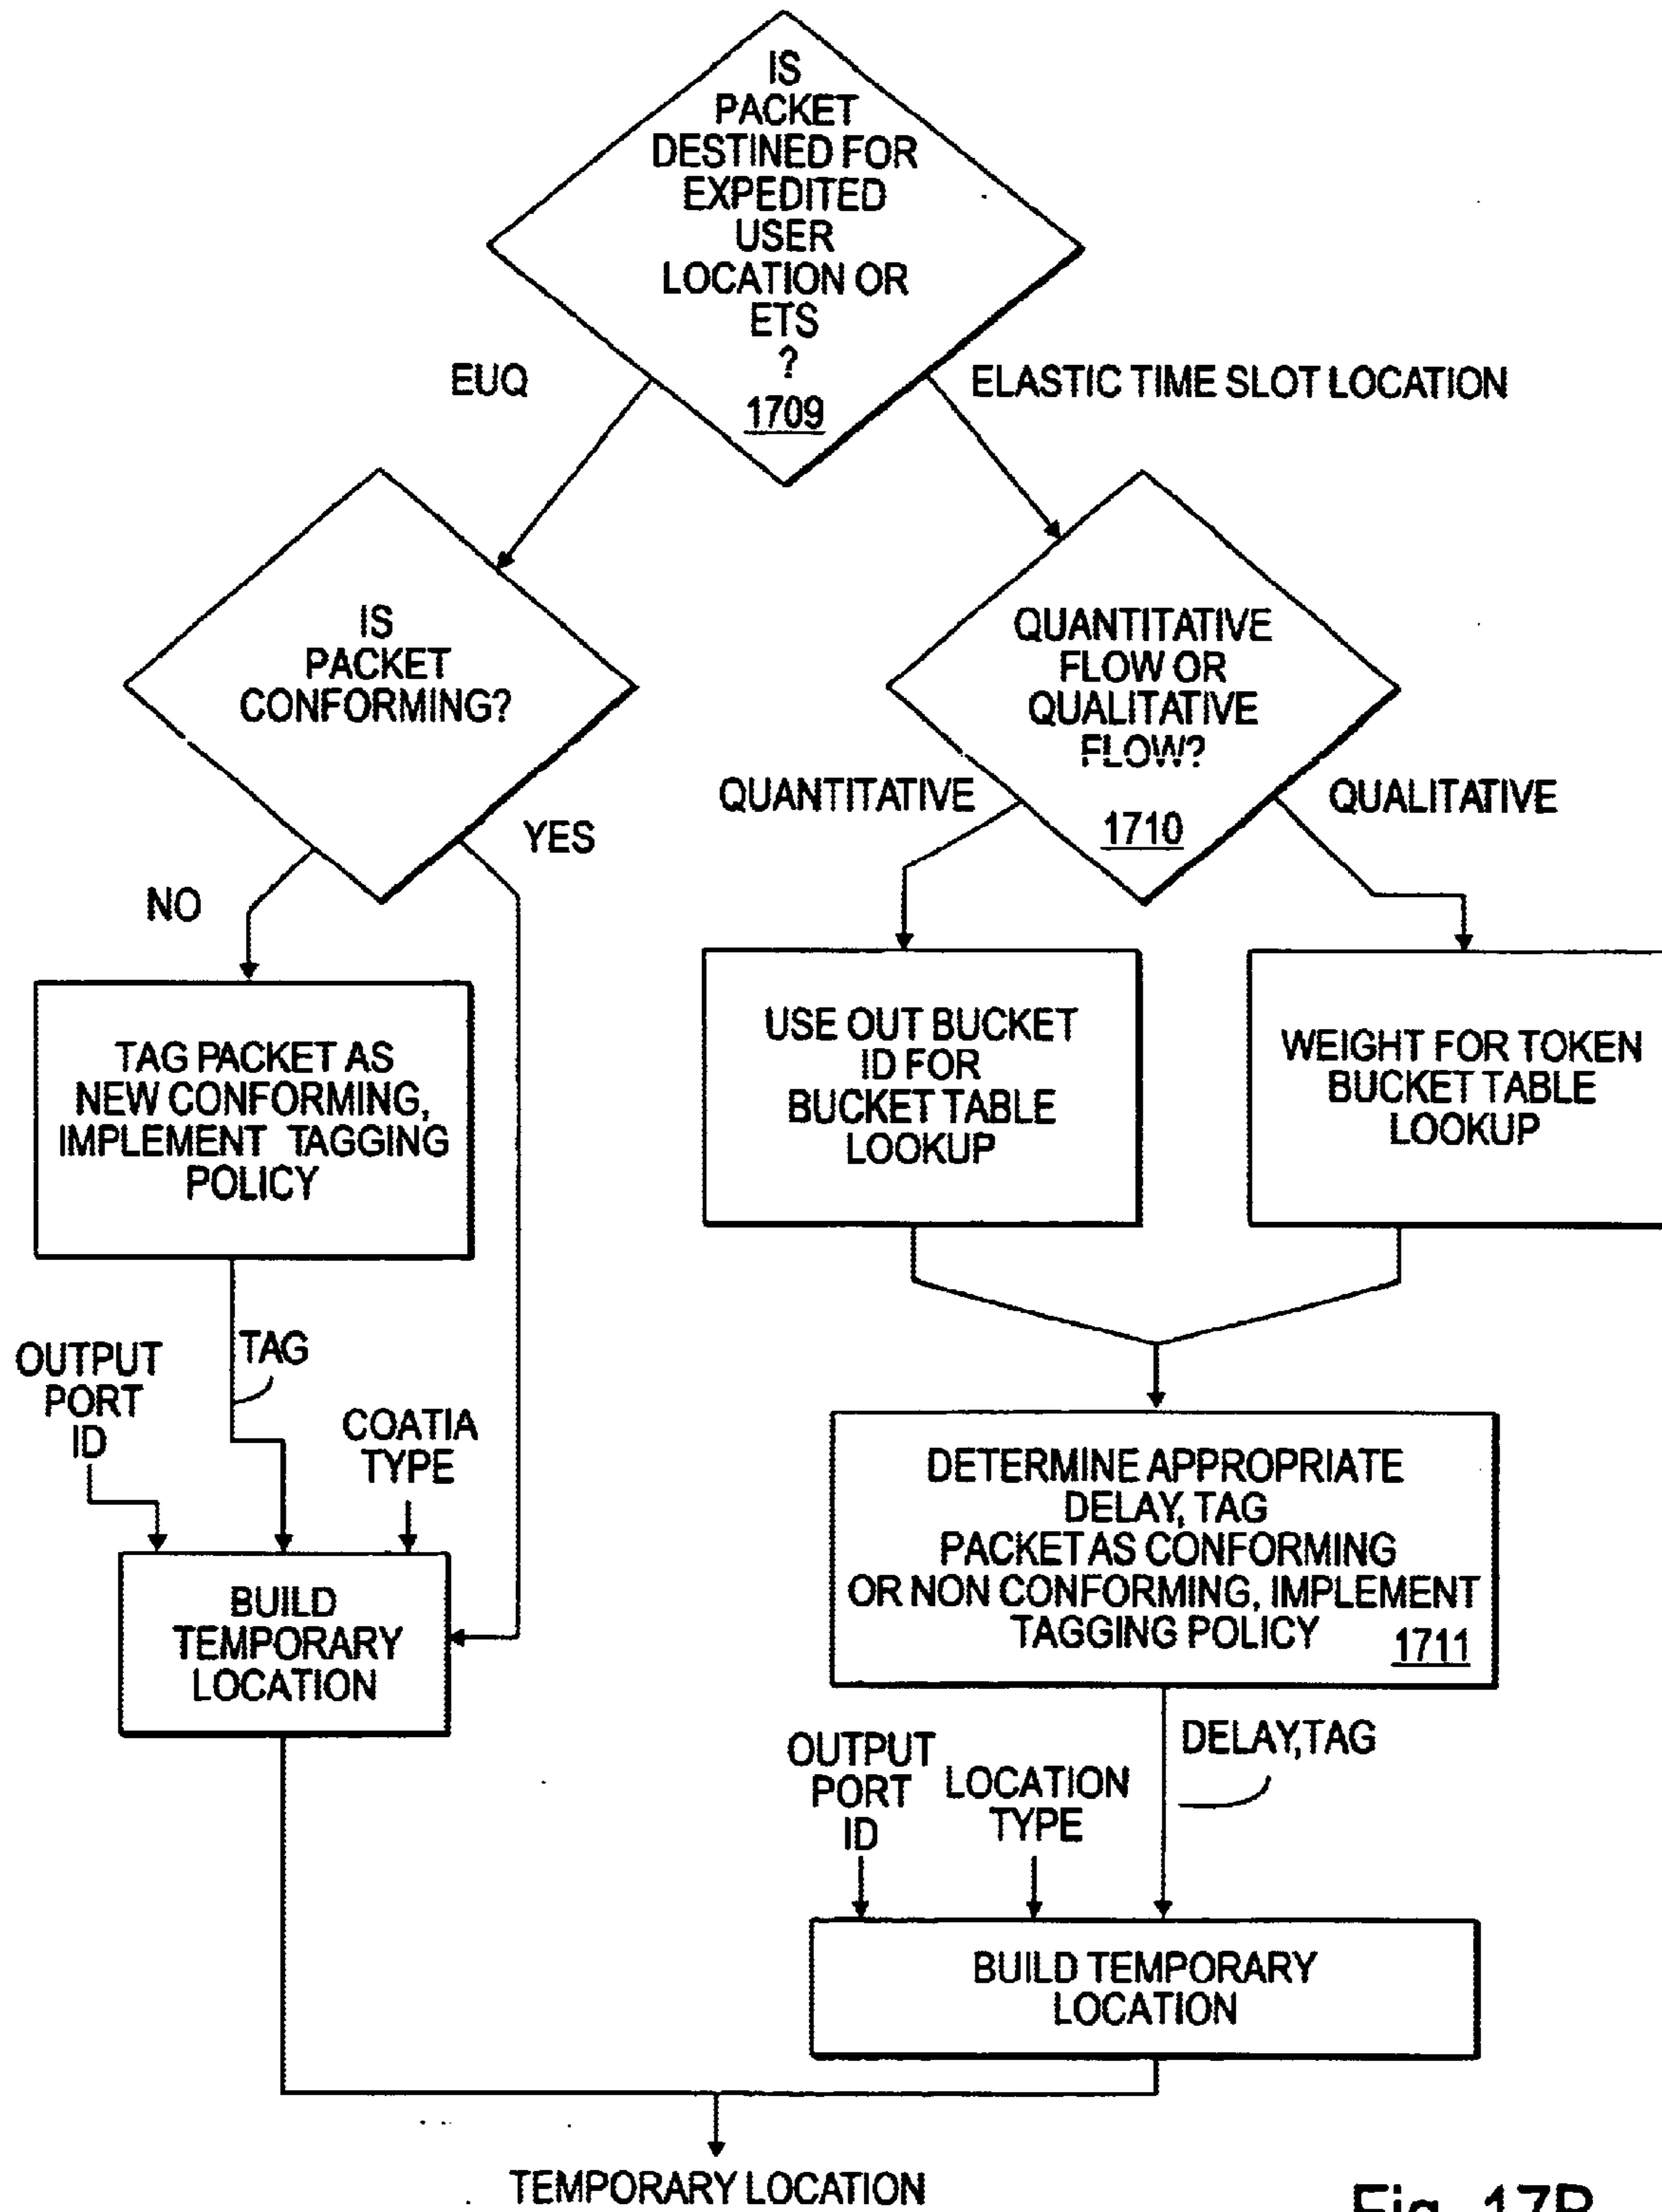 IS
PACKET
DESTINED FOR
EXPEDITED
USER
LOCATION OR
ETS
?
1709
EUQ
ELASTIC TIME SLOT LOCATION
IS
PACKET
CONFORMING?
QUANTITATIVE
FLOW OR
QUALITATIVE
FLOW?
1710
QUANTITATIVE
QUALITATIVE
YES
NO
TAG PACKET AS
NEW CONFORMING,
IMPLEMENT TAGGING
POLICY
USE OUT BUCKET
ID FOR
BUCKET TABLE
LOOKUP
WEIGHT FOR TOKEN
BUCKET TABLE
LOOKUP
OUTPUT
PORT
ID
TAG
COATIA
TYPE
BUILD
TEMPORARY
LOCATION
DETERMINE APPROPRIATE
DELAY, TAG
PACKET AS CONFORMING
OR NON CONFORMING, IMPLEMENT
TAGGING POLICY 1711
OUTPUT
PORT
ID
LOCATION
TYPE
DELAY,TAG
BUILD TEMPORARY
LOCATION
TEMPORARY LOCATION
Fig. 17B